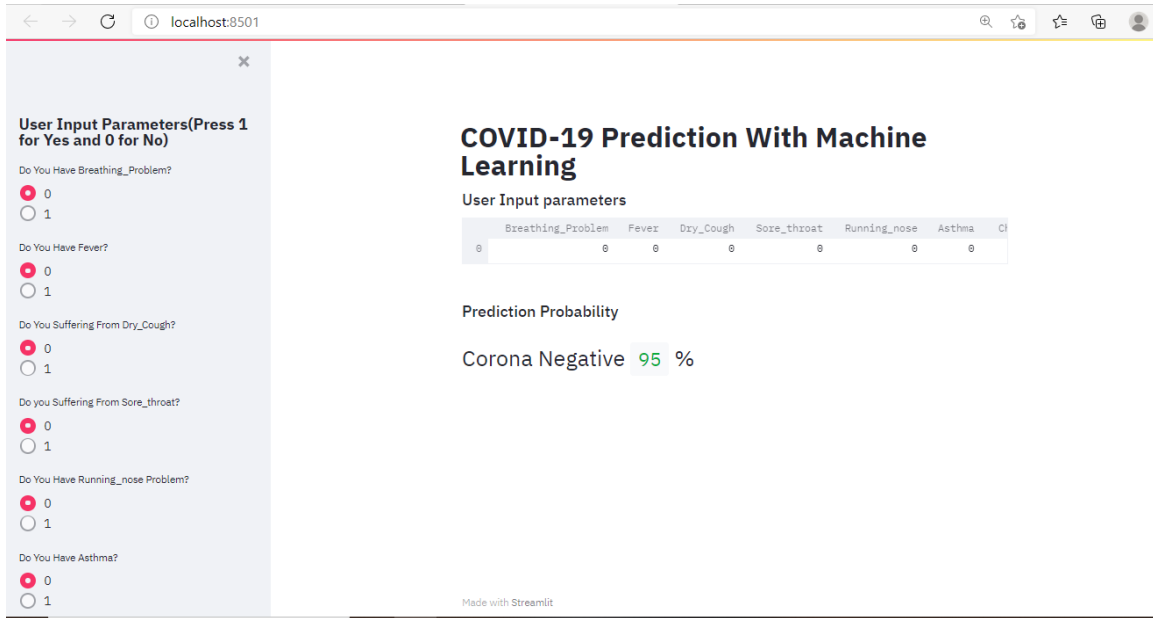 localhost:8501
User Input Parameters(Press 1
for Yes and 0 for No)
Do You Have Breathing_Problem?
0
1
Do You Have Fever?
0
1
Do You Suffering From Dry_Cough?
0
1
Do you Suffering From Sore_throat?
0
1
Do You Have Running_nose Problem?
0
1
Do You Have Asthma?
0
1
COVID-19 Prediction With Machine
Learning
User Input parameters
Breathing_Problem Fever Dry_Cough Sore_throat Running_nose Asthma
0 0 0 0 0 0 0
Prediction Probability
Corona Negative 95 %
Made with Streamlit